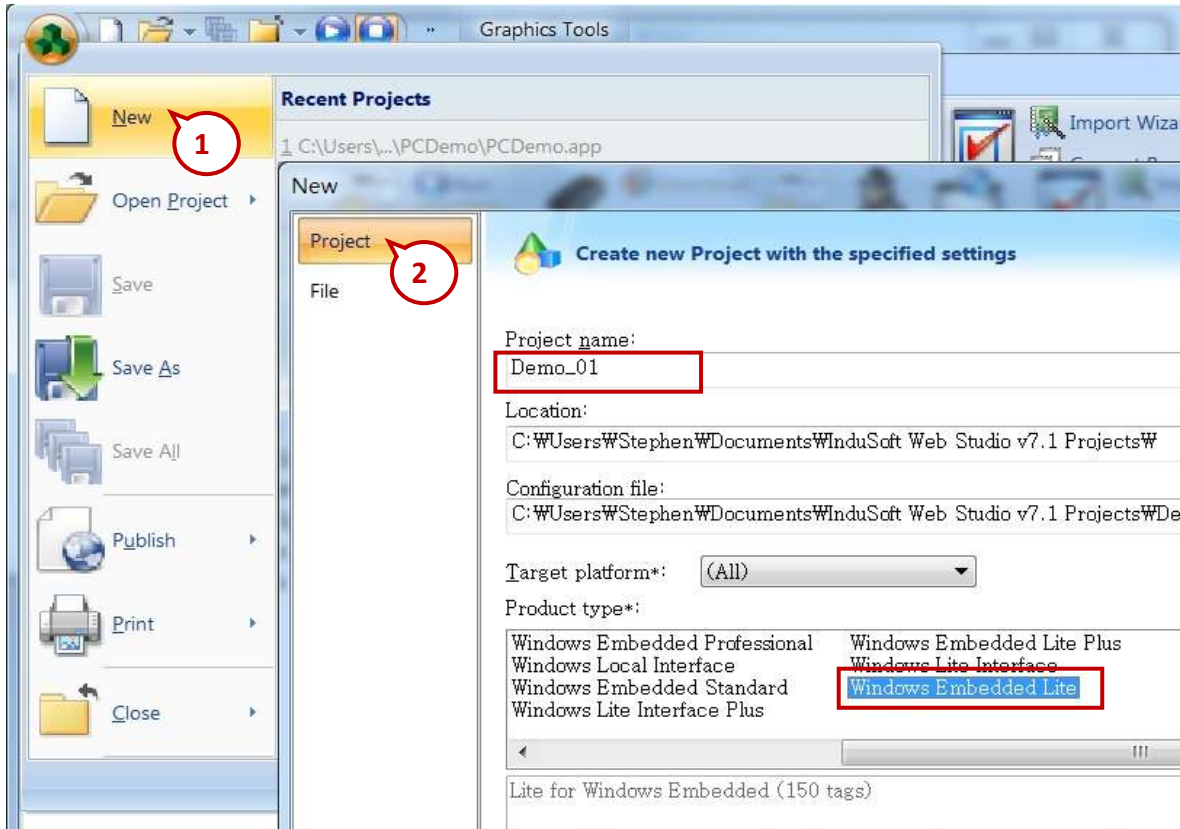 Graphics Tools
New
1
Recent Projects
1 C:\Users\...\PCDemo\PCDemo.app
Import Wiza
Open Project
Save
Save As
Save All
Publish
Print
Close
New
Project
2
File
Create new Project with the specified settings
Project name:
Demo_01
Location:
C:₩Users₩Stephen₩Documents₩InduSoft Web Studio v7.1 Projects₩
Configuration file:
C:₩Users₩Stephen₩Documents₩InduSoft Web Studio v7.1 Projects₩De
Target platform*: (All)
Product type*:
Windows Embedded Professional Windows Embedded Lite Plus
Windows Local Interface Windows Lite Interface
Windows Embedded Standard Windows Embedded Lite
Windows Lite Interface Plus
Lite for Windows Embedded (150 tags)